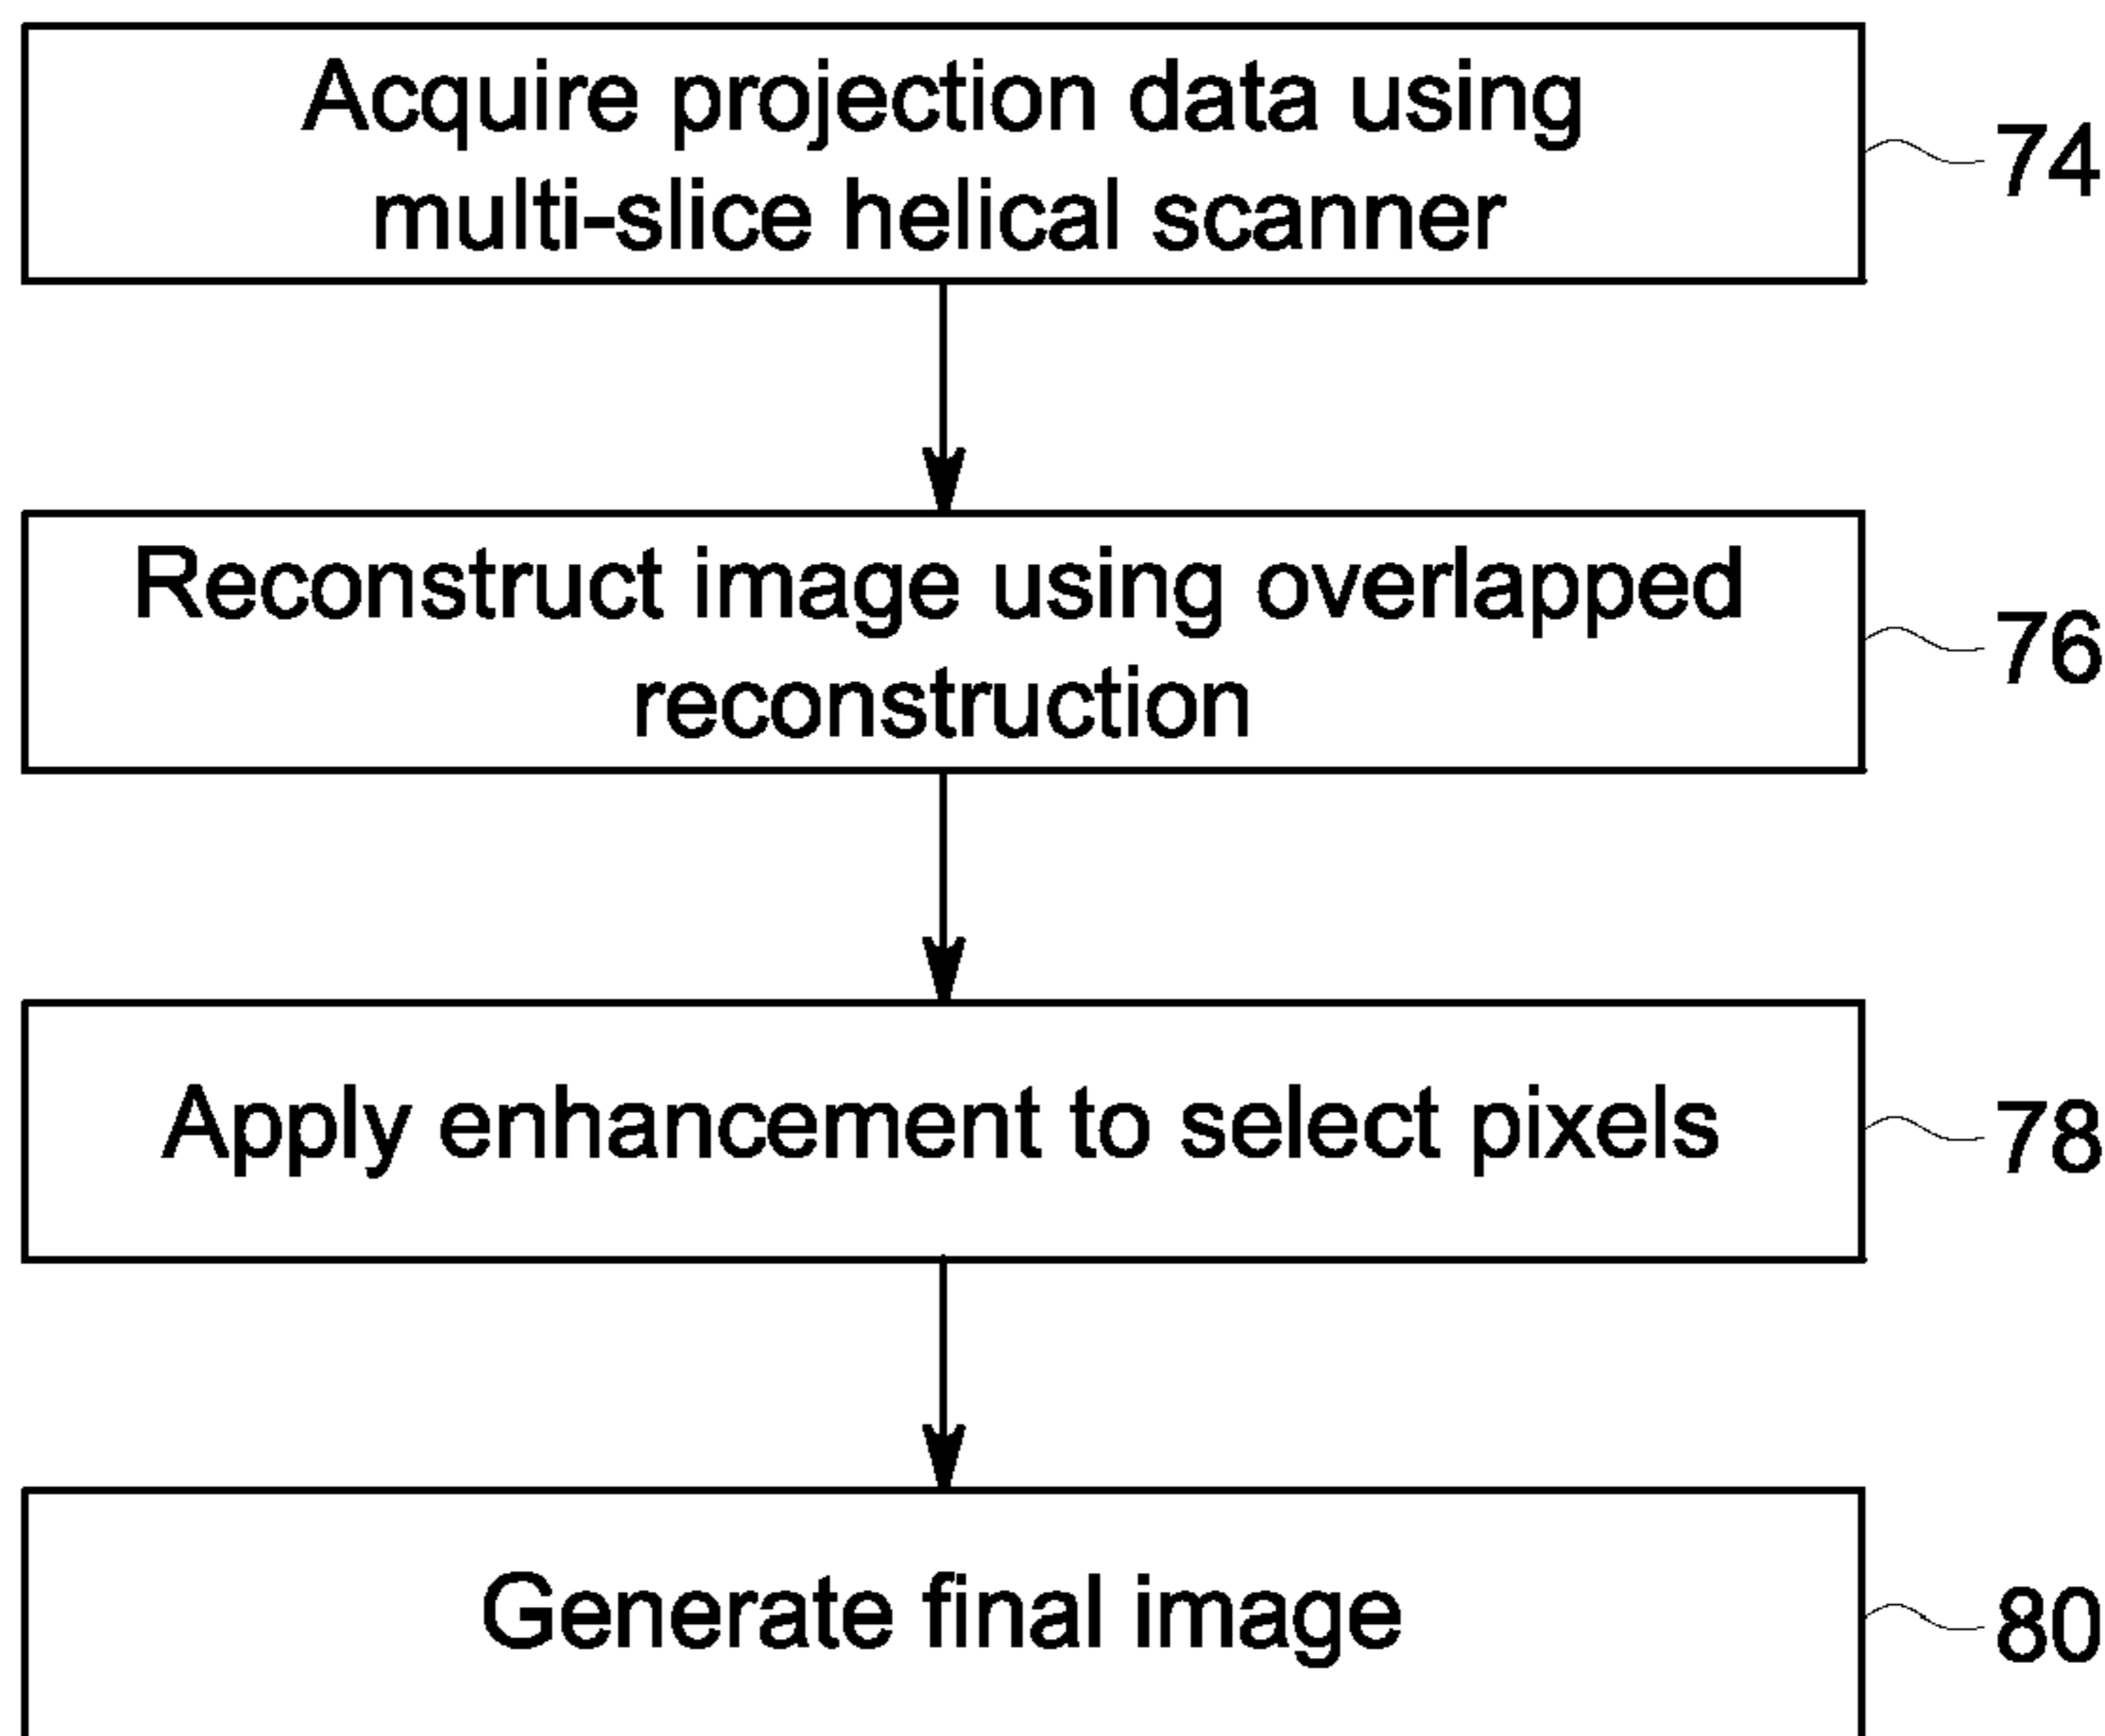 Acquire projection data using
multi-slice helical scanner
74
Reconstruct image using overlapped
reconstruction
76
Apply enhancement to select pixels
78
Generate final image
80